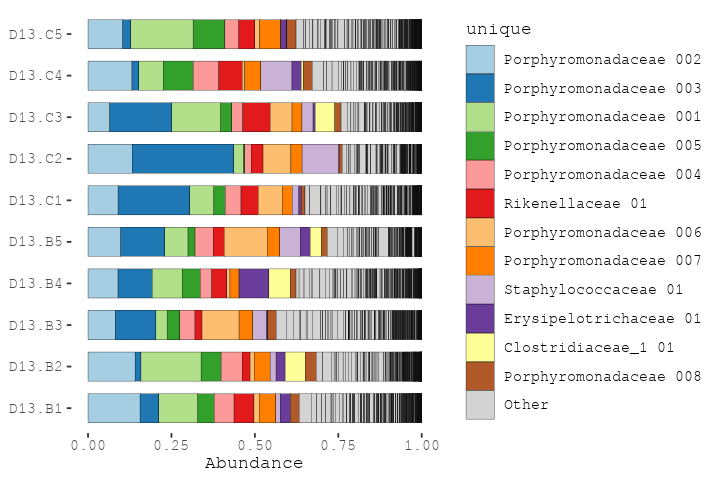 D13.C5
D13.C4
D13.C3
D13.C2
D13.C1
D13.B5
D13.B4
D13.B3
D13.B2
D13.B1
0.00 0.25 0.50 0.75 1.00
Abundance
unique
Porphyromonadaceae 002
Porphyromonadaceae 003
Porphyromonadaceae 001
Porphyromonadaceae 005
Porphyromonadaceae 004
Rikenellaceae 01
Porphyromonadaceae 006
Porphyromonadaceae 007
Staphylococcaceae 01
Erysipelotrichaceae 01
Clostridiaceae_1 01
Porphyromonadaceae 008
Other